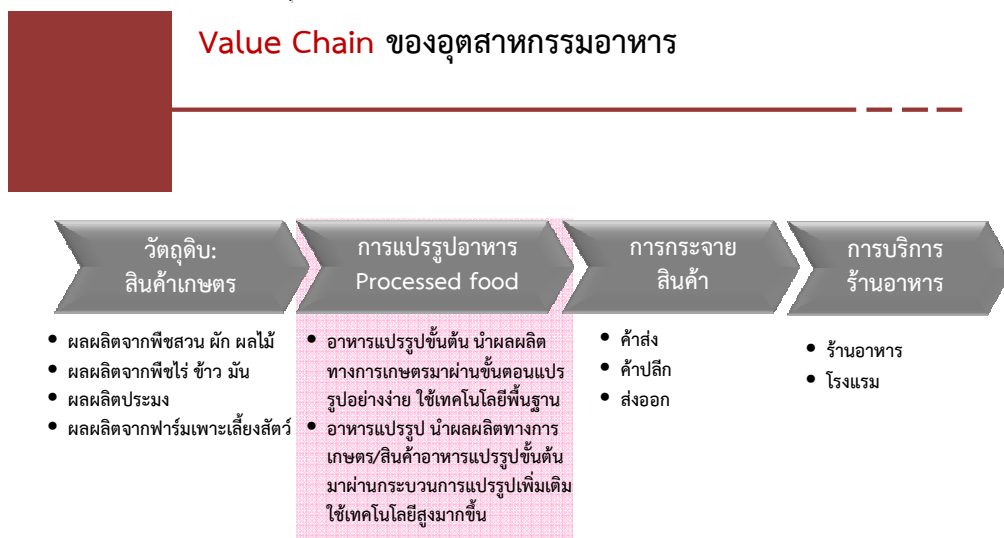 Value Chain ของอุตสาหกรรมอาหาร
วัตถุดิบ:
สินค้าเกษตร
• ผลผลิตจากพืชสวน ผัก ผลไม้
• ผลผลิตจากพืชไร่ ข้าว มัน
• ผลผลิตประมง
• ผลผลิตจากฟาร์มเพาะเลี้ยงสัตว์
การแปรรูปอาหาร
Processed food
• อาหารแปรรูปขั้นต้น นำผลผลิต
ทางการเกษตรมาผ่านขั้นตอนแปร
รูปอย่างง่าย ใช้เทคโนโลยีพื้นฐาน
• อาหารแปรรูป นำผลผลิตทางการ
เกษตร/สินค้าอาหารแปรรูปขั้นต้น
มาผ่านกระบวนการแปรรูปเพิ่มเติม
ใช้เทคโนโลยีสูงมากขึ้น
การกระจาย
สินค้า
• ค้าส่ง
• ค้าปลีก
• ส่งออก
การบริการ
ร้านอาหาร
• ร้านอาหาร
• โรงแรม